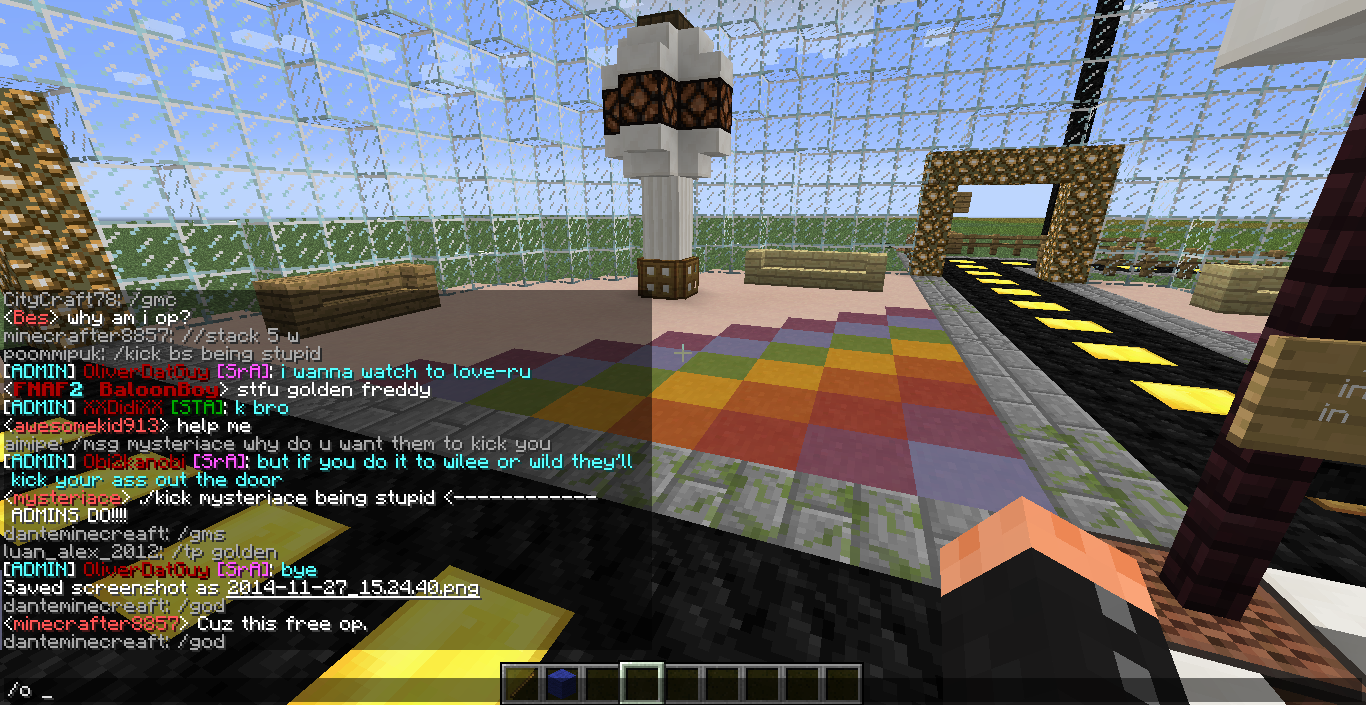 CityCraft78: /gmc
<Bes> why am i op?
minecrafter8857: //stack 5 w
poommipuk: /kick bs being stupid
[ADMIN] OliverDatGuy [SrA]: i wanna watch to love-ru
<FNAF2 BaloonBoy> stfu golden freddy
[ADMIN] XXDidiXX [STA]: k bro
<awesomekid913> help me
aimipe: /msg mysteriace why do u want them to kick you
[ADMIN] Obi2kanobi [SrA]: but if you do it to wilee or wild they'll
kick your ass out the door
<mysteriace> ./kick mysteriace being stupid <-------------
ADMINS DO!!!!
danteminecreaft: /gms
luan_alex_2012: /tp golden
[ADMIN] OliverDatGuy [SrA]: bye
Saved screenshot as 2014-11-27_15.24.40.png
danteminecreaft: /god
<minecrafter8857> Cuz this free op.
danteminecreaft: /god
/o _
in
in